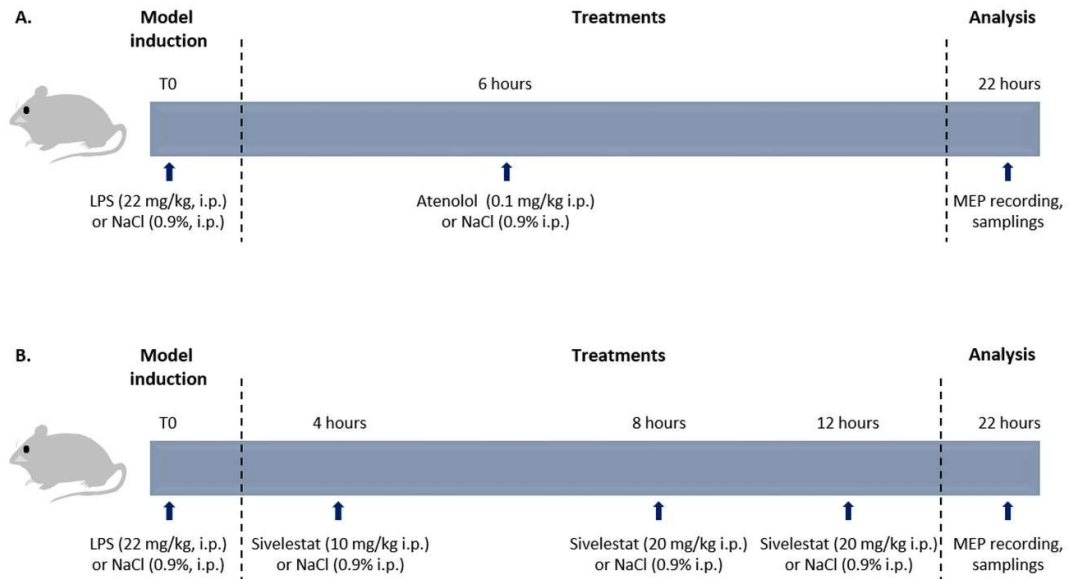 A.
Model
induction
Treatments
Analysis
T0
6 hours
22 hours
LPS (22 mg/kg, i.p.)
or NaCl (0.9%, i.p.)
Atenolol (0.1 mg/kg i.p.)
or NaCl (0.9% i.p.)
MEP recording,
samplings
B.
Model
induction
Treatments
Analysis
T0
4 hours
8 hours
12 hours
22 hours
LPS (22 mg/kg, i.p.)
or NaCl (0.9%, i.p.)
Sivelestat (10 mg/kg i.p.)
or NaCl (0.9% i.p.)
Sivelestat (20 mg/kg i.p.)
or NaCl (0.9% i.p.)
Sivelestat (20 mg/kg i.p.)
or NaCl (0.9% i.p.)
MEP recording,
samplings